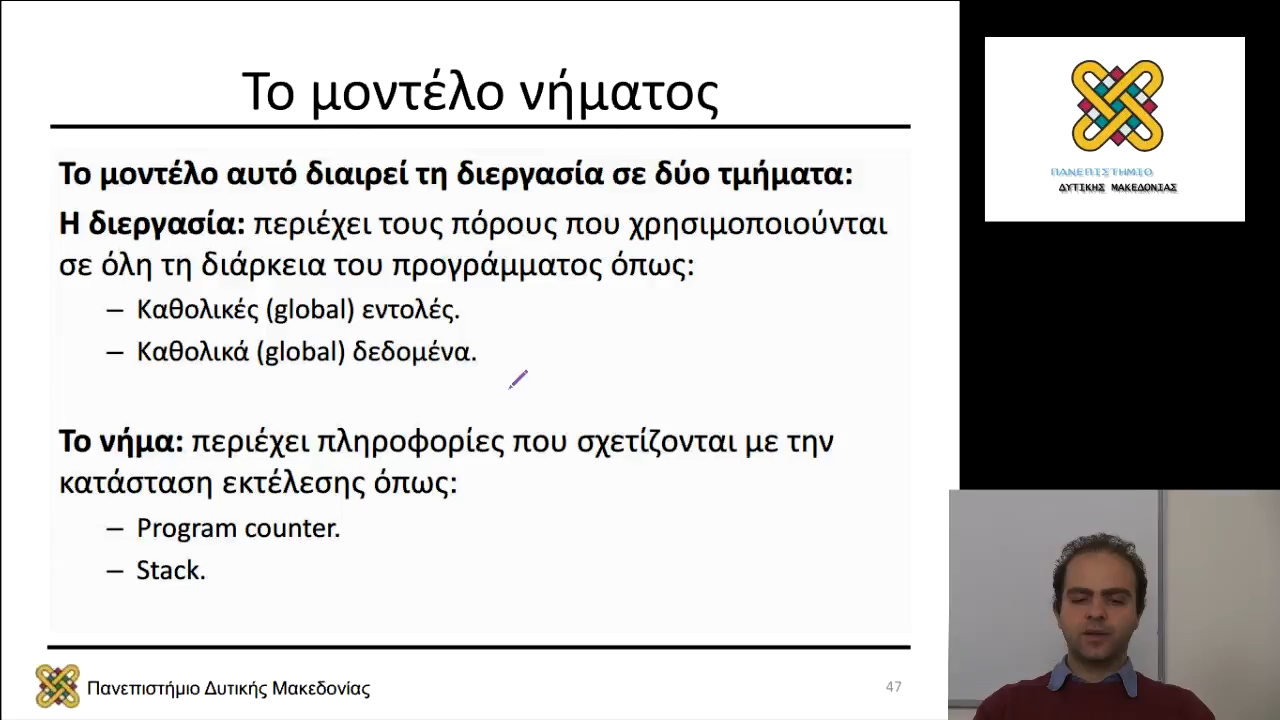 Το μοντέλο νήματος
Το μοντέλο αυτό διαιρεί τη διεργασία σε δύο τμήματα:
Η διεργασία: περιέχει τους πόρους που χρησιμοποιούνται
σε όλη τη διάρκεια του προγράμματος όπως:
– Καθολικές (global) εντολές.
– Καθολικά (global) δεδομένα.
Το νήμα: περιέχει πληροφορίες που σχετίζονται με την
κατάσταση εκτέλεσης όπως:
– Program counter.
– Stack.
Πανεπιστήμιο Δυτικής Μακεδονίας
47
ΠΑΝΕΠΙΣΤΗΜΙΟ
ΔΥΤΙΚΗΣ ΜΑΚΕΔΟΝΙΑΣ